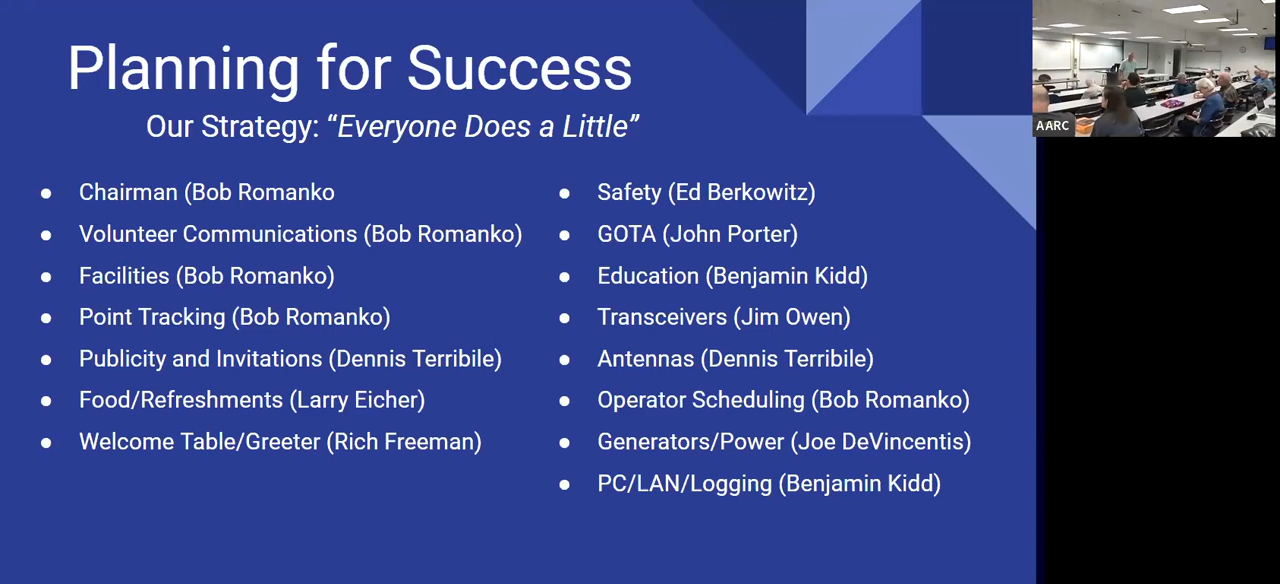 Planning for Success
Our Strategy: “Everyone Does a Little”
● Chairman (Bob Romanko
● Volunteer Communications (Bob Romanko)
● Facilities (Bob Romanko)
● Point Tracking (Bob Romanko)
● Publicity and Invitations (Dennis Terribile)
● Food/Refreshments (Larry Eicher)
● Welcome Table/Greeter (Rich Freeman)
● Safety (Ed Berkowitz)
● GOTA (John Porter)
● Education (Benjamin Kidd)
● Transceivers (Jim Owen)
● Antennas (Dennis Terribile)
● Operator Scheduling (Bob Romanko)
● Generators/Power (Joe DeVincentis)
● PC/LAN/Logging (Benjamin Kidd)
AARC